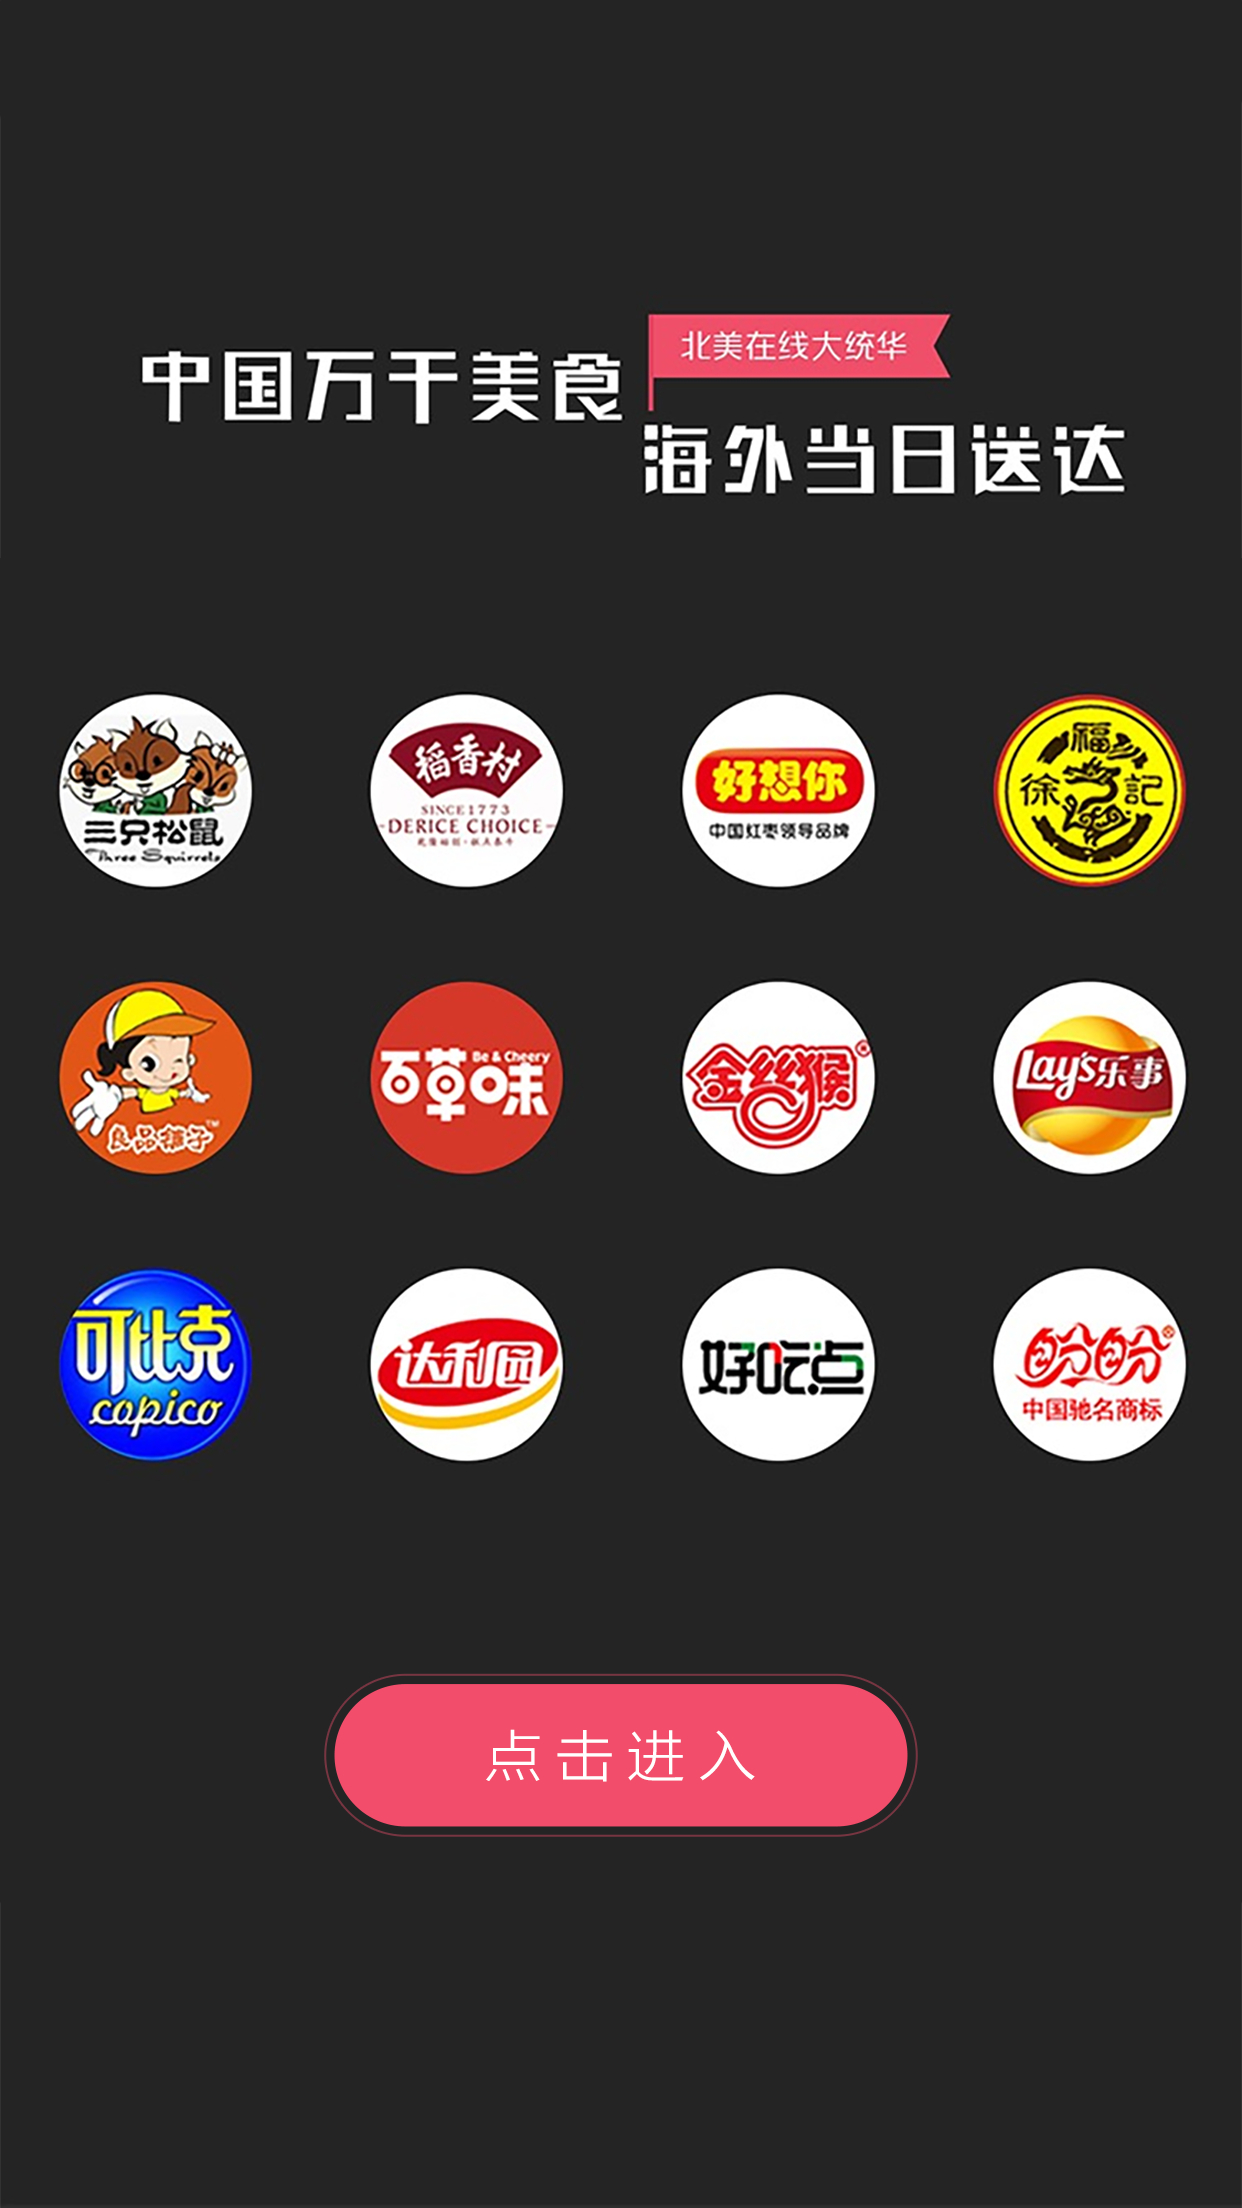 北美在线大统华
中国万千美食
海外当日送达
三只松鼠
Three Squirrels
稻香村
SINCE1773
DERICE CHOICE
好想你
中国红枣领导品牌
福
徐記
良品铺子™
百草味
Be & Cheery
金丝猴®
Lay's乐事
可比克
copico
达利园
好吃点
盼盼®
中国驰名商标
点击进入